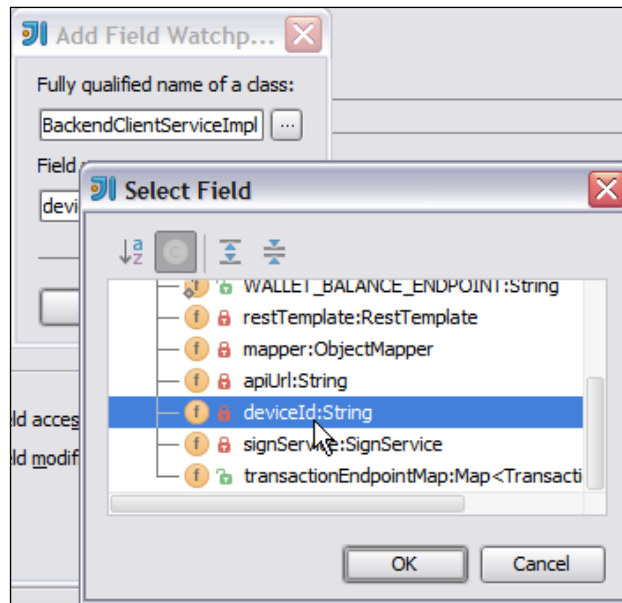 Add Field Watchp...
Fully qualified name of a class:
BackendClientServiceImpl
...
Field
devi
Select Field
WALLET_BALANCE_ENDPOINT:String
restTemplate:RestTemplate
mapper:ObjectMapper
apiUrl:String
deviceId:String
signService:SignService
transactionEndpointMap:Map<Transacti
ld acces
ld modif
OK Cancel